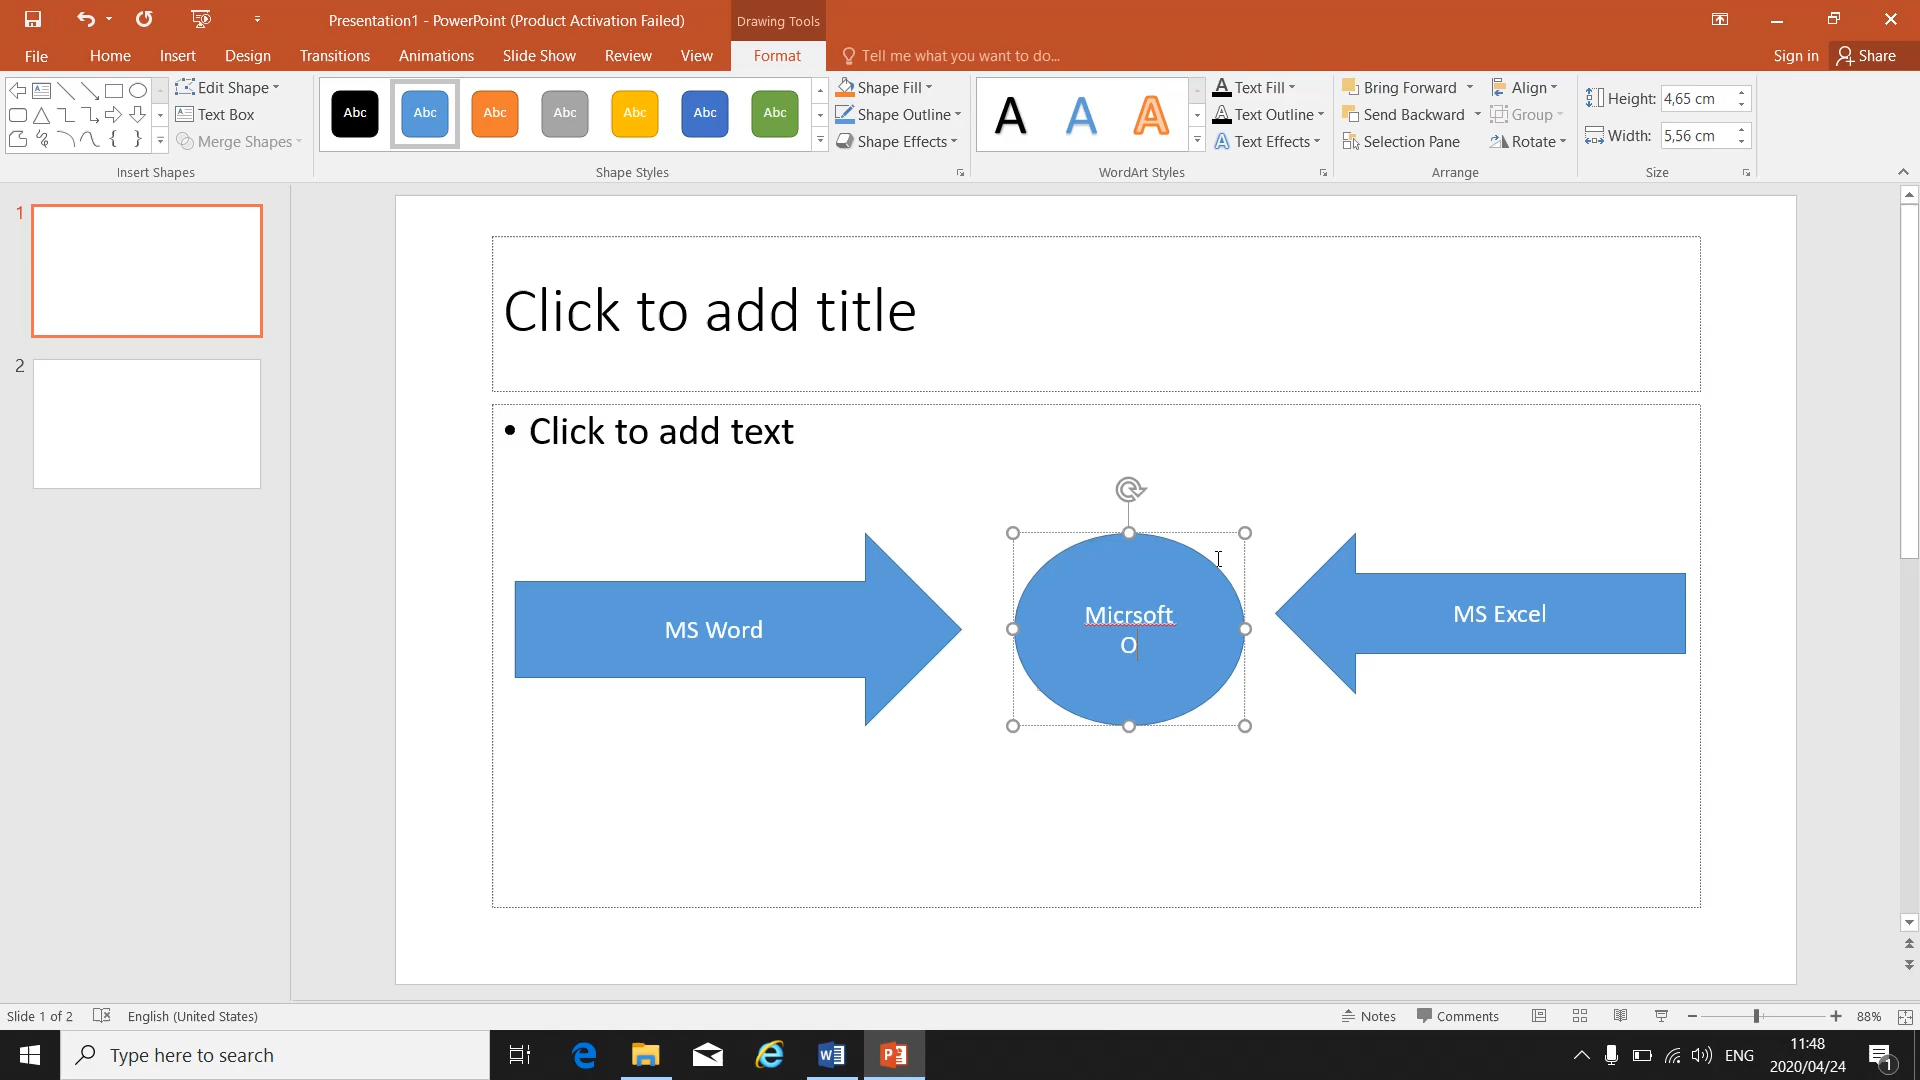 Presentation1 - PowerPoint (Product Activation Failed)
Drawing Tools
File Home Insert Design Transitions Animations Slide Show Review View Format Tell me what you want to do... Sign in Share
Edit Shape
Text Box
Merge Shapes
Insert Shapes
Abc Abc Abc Abc Abc Abc Abc
Shape Fill
Shape Outline
Shape Effects
Shape Styles
A A A
Text Fill
Text Outline
Text Effects
WordArt Styles
Bring Forward
Send Backward
Selection Pane
Align
Group
Rotate
Arrange
Height: 4,65 cm
Width: 5,56 cm
Size
1
2
Click to add title
• Click to add text
MS Word
Micrsoft
O
MS Excel
Slide 1 of 2 English (United States) Notes Comments 88%
Type here to search
ENG
11:48
2020/04/24
1